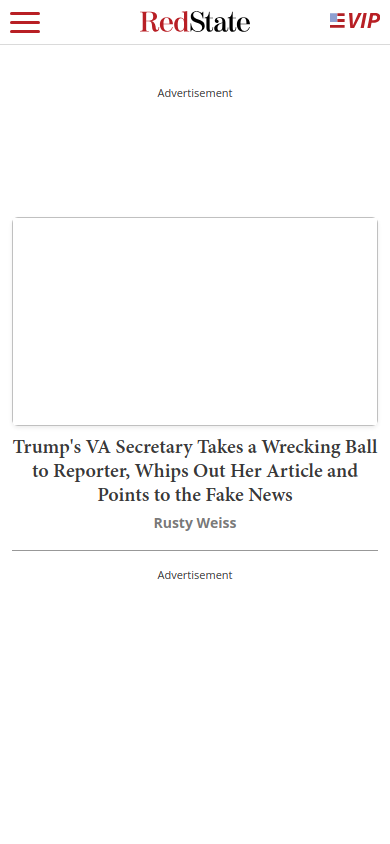 RedState
VIP
Advertisement
Trump's VA Secretary Takes a Wrecking Ball
to Reporter, Whips Out Her Article and
Points to the Fake News
Rusty Weiss
Advertisement